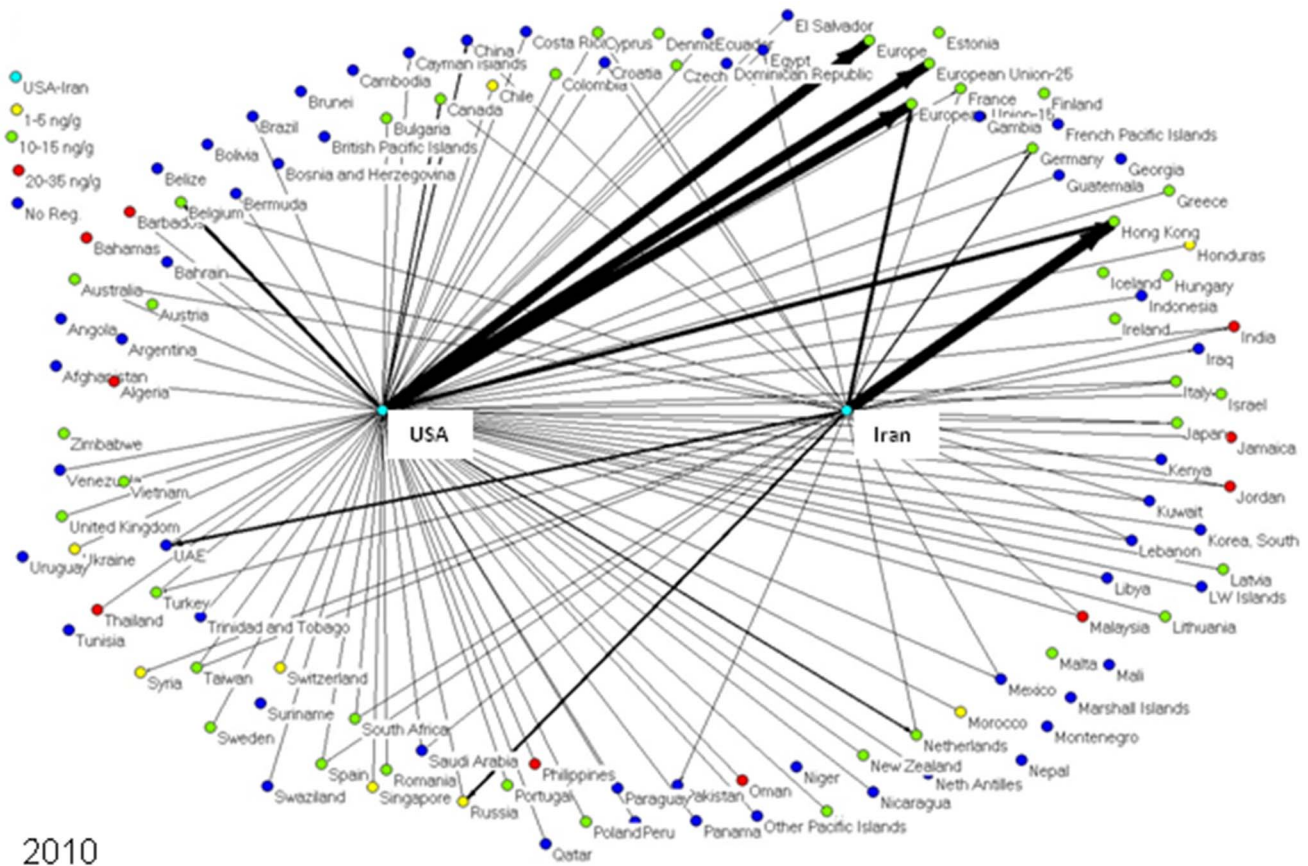 USA-Iran
1-5 ng/g
10-15 ng/g
20-35 ng/g
No Reg.
El Salvador
Europe
Estonia
China
Costa
Cyprus
Ecuador
Egypt
European Union-25
Cayman Islands
Croatia
Czech
Dominican Republic
Cambodia
Chile
Colombia
France
Finland
Brunei
Canada
Gambia
French Pacific Islands
Brazil
Bulgaria
British Pacific Islands
Germany
Georgia
Bolivia
Bosnia and Herzegovina
Guatemala
Belize
Bermuda
Greece
Belgium
Hong Kong
Bahamas
Honduras
Bahrain
Iceland
Hungary
Australia
Indonesia
Austria
Ireland
India
Angola
Argentina
Iraq
Afghanistan
Algeria
Italy
Israel
USA
Iran
Zimbabwe
Japan
Jamaica
Kenya
Vietnam
Jordan
Kuwait
United Kingdom
Korea, South
Uruguay
Ukraine
UAE
Lebanon
Latvia
Libya
LW Islands
Turkey
Thailand
Trinidad and Tobago
Malaysia
Lithuania
Tunisia
Malta
Mali
Syria
Taiwan
Switzerland
Mexico
Marshall Islands
Suriname
Morocco
Sweden
South Africa
Montenegro
Netherlands
Saudi Arabia
New Zealand
Nepal
Spain
Romania
Philippines
Niger
Neth Antilles
Swaziland
Singapore
Portugal
Paraguay
Oman
Nicaragua
Russia
Poland
Peru
Panama
Other Pacific Islands
Qatar
2010